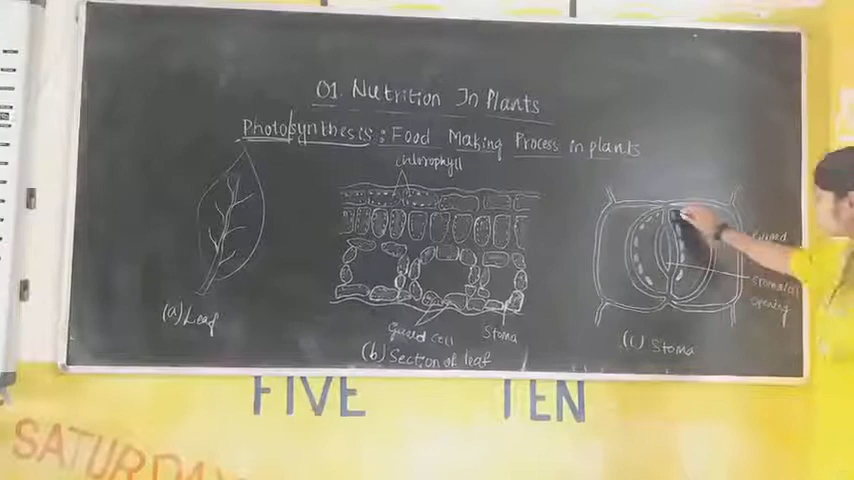 01. Nutrition In Plants
Photosynthesis : Food Making Process in plants
chlorophyll
Guard
stomatal
opening
(a) Leaf
Guard cell
Stoma
(b) Section of leaf
(c) Stoma
FIVE TEN
SATURDAY